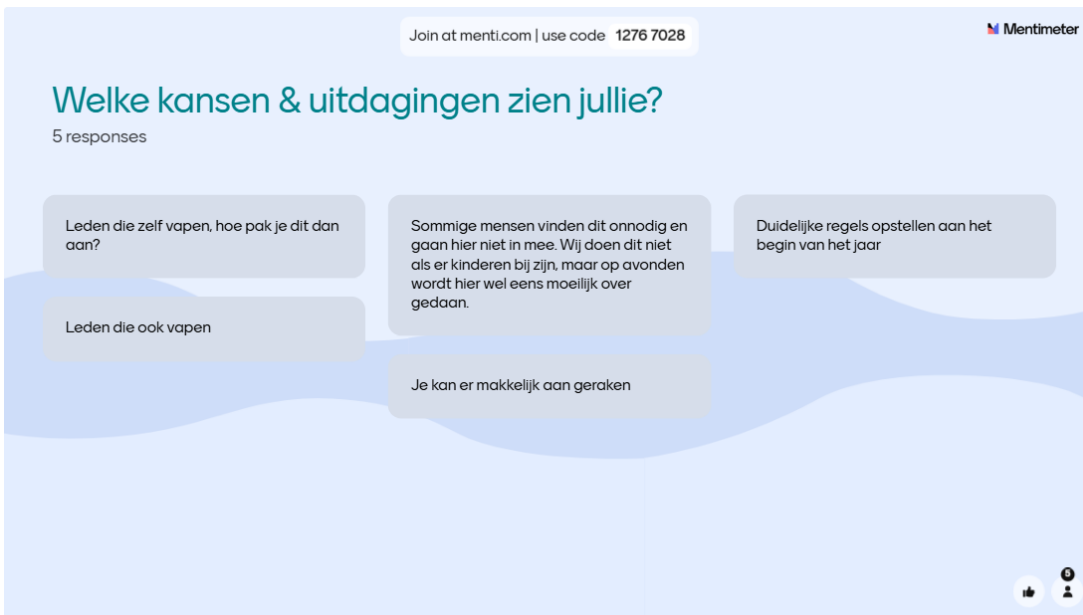 Join at menti.com | use code 1276 7028
Mentimeter
Welke kansen & uitdagingen zien jullie?
5 responses
Leden die zelf vapen, hoe pak je dit dan
aan?
Leden die ook vapen
Sommige mensen vinden dit onnodig en
gaan hier niet in mee. Wij doen dit niet
als er kinderen bij zijn, maar op avonden
wordt hier wel eens moeilijk over
gedaan.
Je kan er makkelijk aan geraken
Duidelijke regels opstellen aan het
begin van het jaar
5